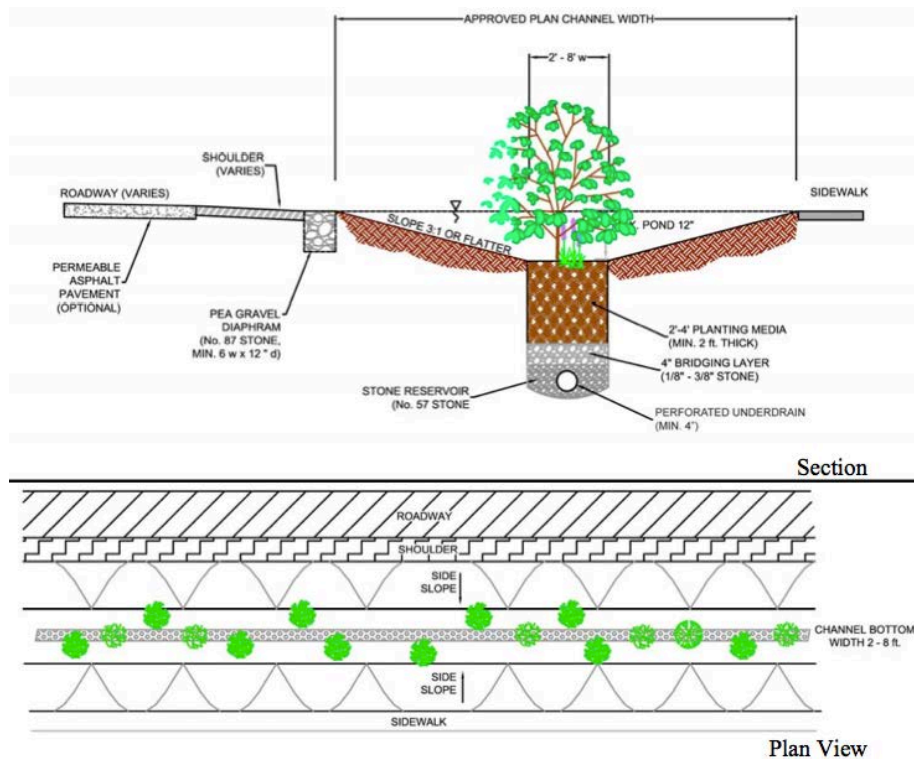 APPROVED PLAN CHANNEL WIDTH
2' - 8' w
SHOULDER
(VARIES)
ROADWAY (VARIES)
SIDEWALK
SLOPE 3:1 OR FLATTER
POND 12"
PERMEABLE
ASPHALT
PAVEMENT
(OPTIONAL)
PEA GRAVEL
DIAPHRAM
(No. 87 STONE,
MIN. 6 w x 12 " d)
2'-4' PLANTING MEDIA
(MIN. 2 ft. THICK)
4" BRIDGING LAYER
(1/8" - 3/8" STONE)
STONE RESERVOIR
(No. 57 STONE
PERFORATED UNDERDRAIN
(MIN. 4")
Section
ROADWAY
SHOULDER
SIDE
SLOPE
CHANNEL BOTTOM
WIDTH 2 - 8 ft.
SIDE
SLOPE
SIDEWALK
Plan View